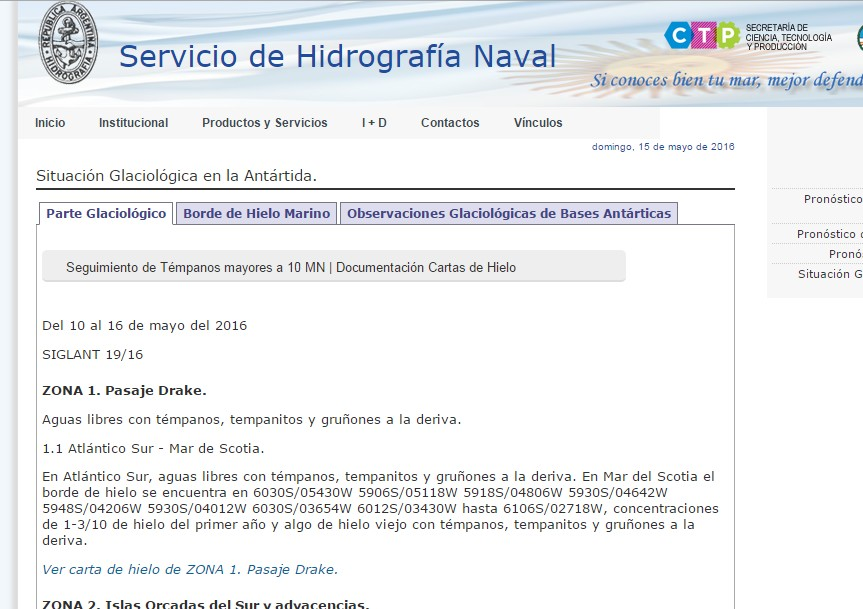 REPÚBLICA ARGENTINA
HIDROGRAFÍA
Servicio de Hidrografía Naval
CTP
SECRETARÍA DE
CIENCIA, TECNOLOGÍA
Y PRODUCCIÓN
Si conoces bien tu mar, mejor defend
Inicio Institucional Productos y Servicios I + D Contactos Vínculos
domingo, 15 de mayo de 2016
Situación Glaciológica en la Antártida.
Parte Glaciológico Borde de Hielo Marino Observaciones Glaciológicas de Bases Antárticas
Seguimiento de Témpanos mayores a 10 MN | Documentación Cartas de Hielo
Del 10 al 16 de mayo del 2016
SIGLANT 19/16
ZONA 1. Pasaje Drake.
Aguas libres con témpanos, tempanitos y gruñones a la deriva.
1.1 Atlántico Sur - Mar de Scotia.
En Atlántico Sur, aguas libres con témpanos, tempanitos y gruñones a la deriva. En Mar del Scotia el
borde de hielo se encuentra en 6030S/05430W 5906S/05118W 5918S/04806W 5930S/04642W
5948S/04206W 5930S/04012W 6030S/03654W 6012S/03430W hasta 6106S/02718W, concentraciones
de 1-3/10 de hielo del primer año y algo de hielo viejo con témpanos, tempanitos y gruñones a la
deriva.
Ver carta de hielo de ZONA 1. Pasaje Drake.
ZONA 2. Islas Orcadas del Sur y adyacencias.
Pronóstico
Pronóstico
Pronó
Situación G